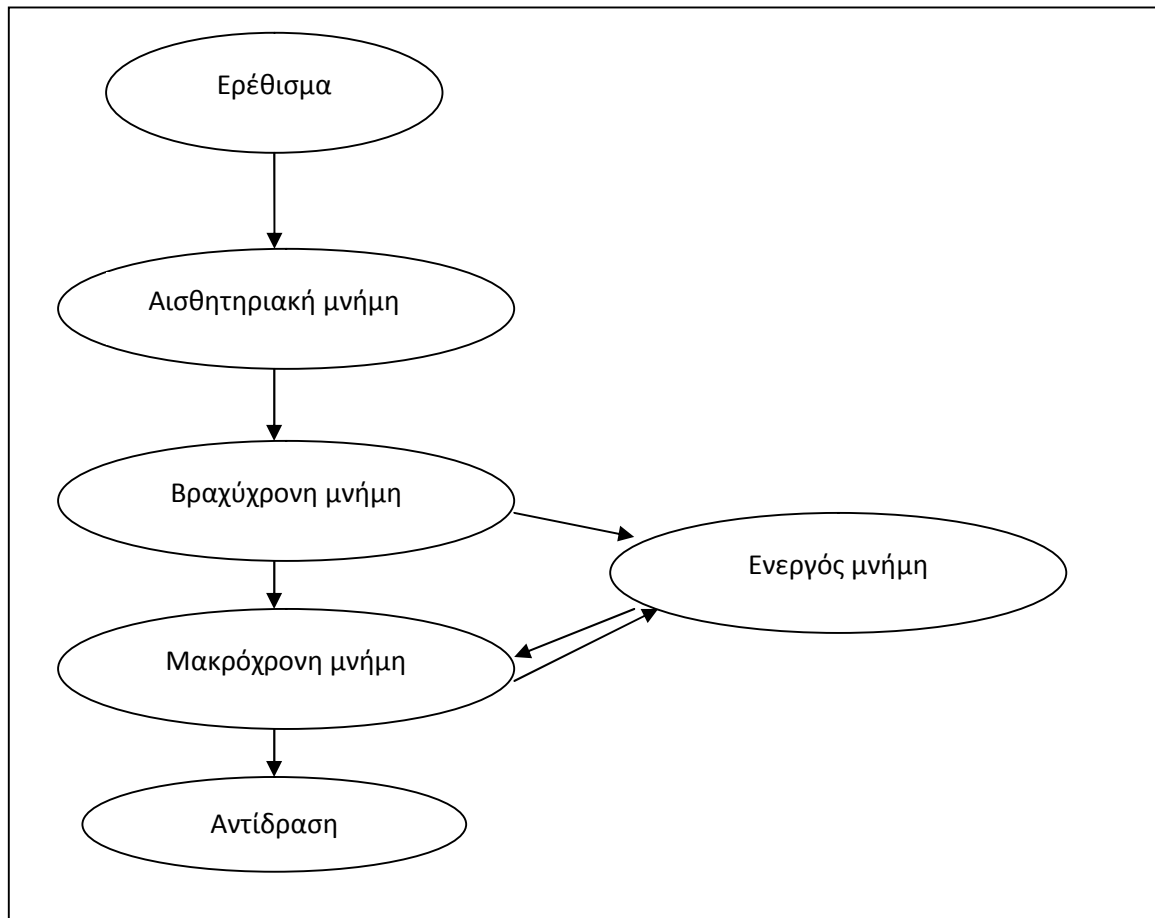 Ερέθισμα
Αισθητηριακή μνήμη
Βραχύχρονη μνήμη
Ενεργός μνήμη
Μακρόχρονη μνήμη
Αντίδραση